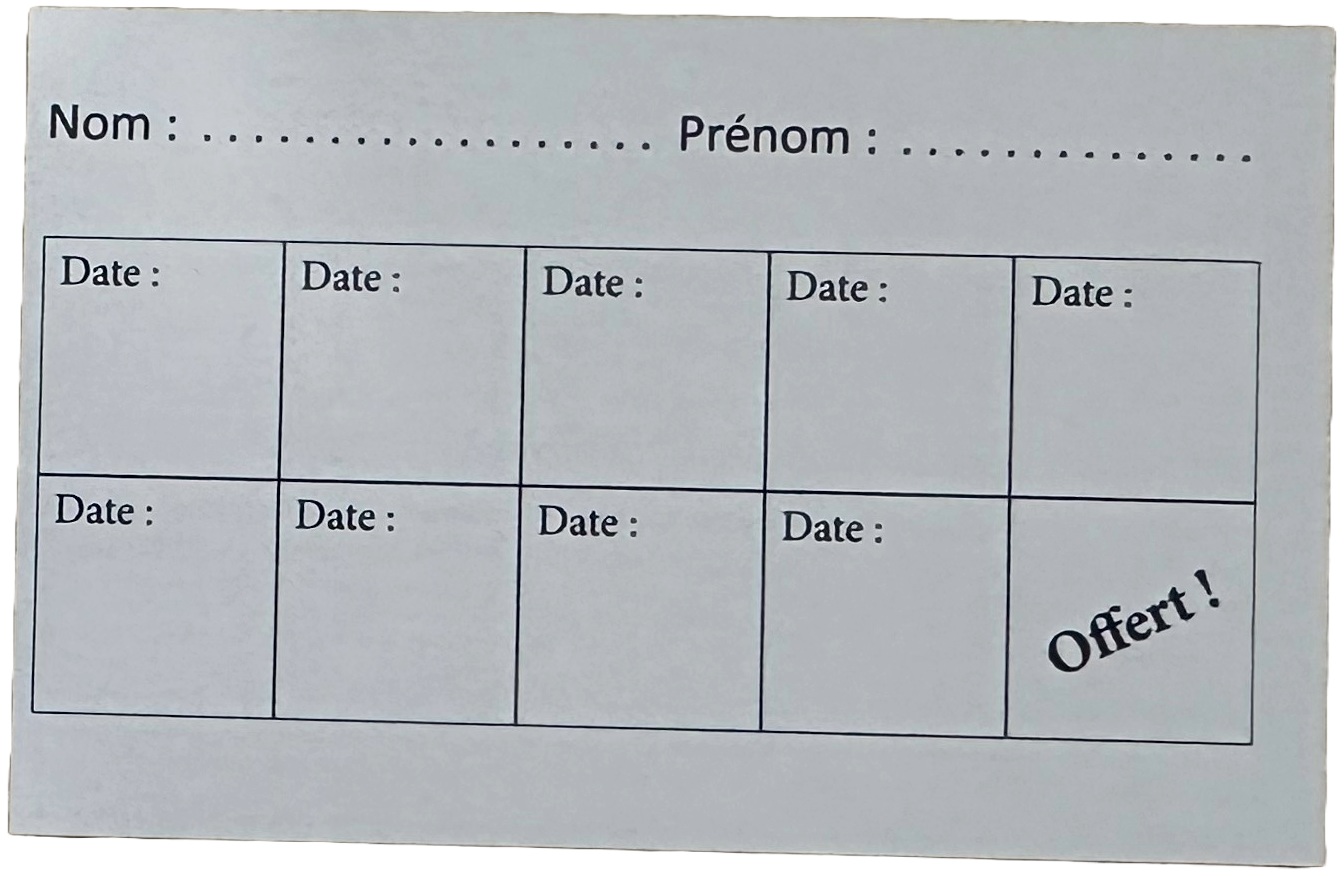 Nom : .................. Prénom : ..............
Date : Date : Date : Date : Date :
Date : Date : Date : Date :
Offert !